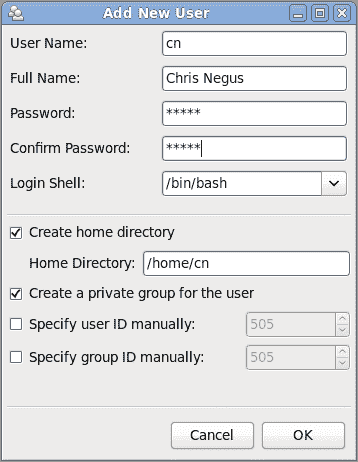 Add New User
User Name: cn
Full Name: Chris Negus
Password: *****
Confirm Password: *****
Login Shell: /bin/bash
Create home directory
Home Directory: /home/cn
Create a private group for the user
Specify user ID manually: 505
Specify group ID manually: 505
Cancel OK